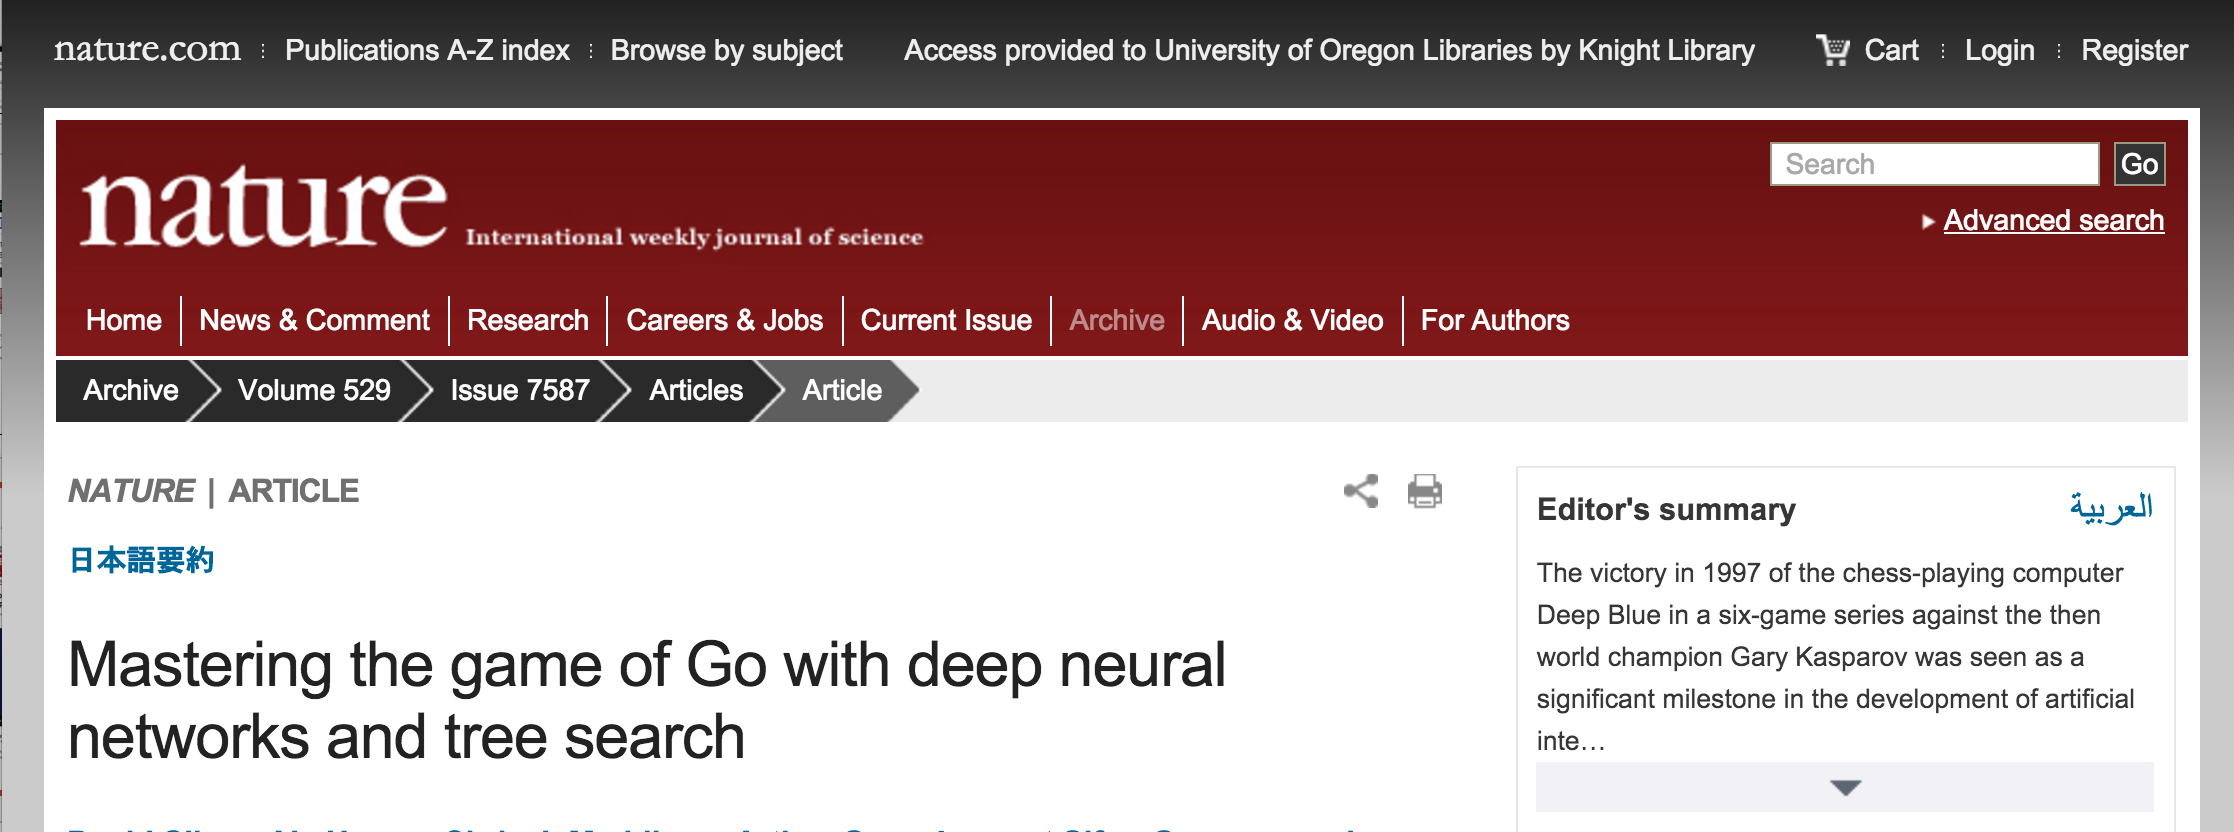 nature.com Publications A-Z index Browse by subject Access provided to University of Oregon Libraries by Knight Library Cart Login Register
Search Go
Advanced search
nature International weekly journal of science
Home News & Comment Research Careers & Jobs Current Issue Archive Audio & Video For Authors
Archive Volume 529 Issue 7587 Articles Article
NATURE | ARTICLE
日本語要約
Mastering the game of Go with deep neural
networks and tree search
Editor's summary العربية
The victory in 1997 of the chess-playing computer
Deep Blue in a six-game series against the then
world champion Gary Kasparov was seen as a
significant milestone in the development of artificial
inte…